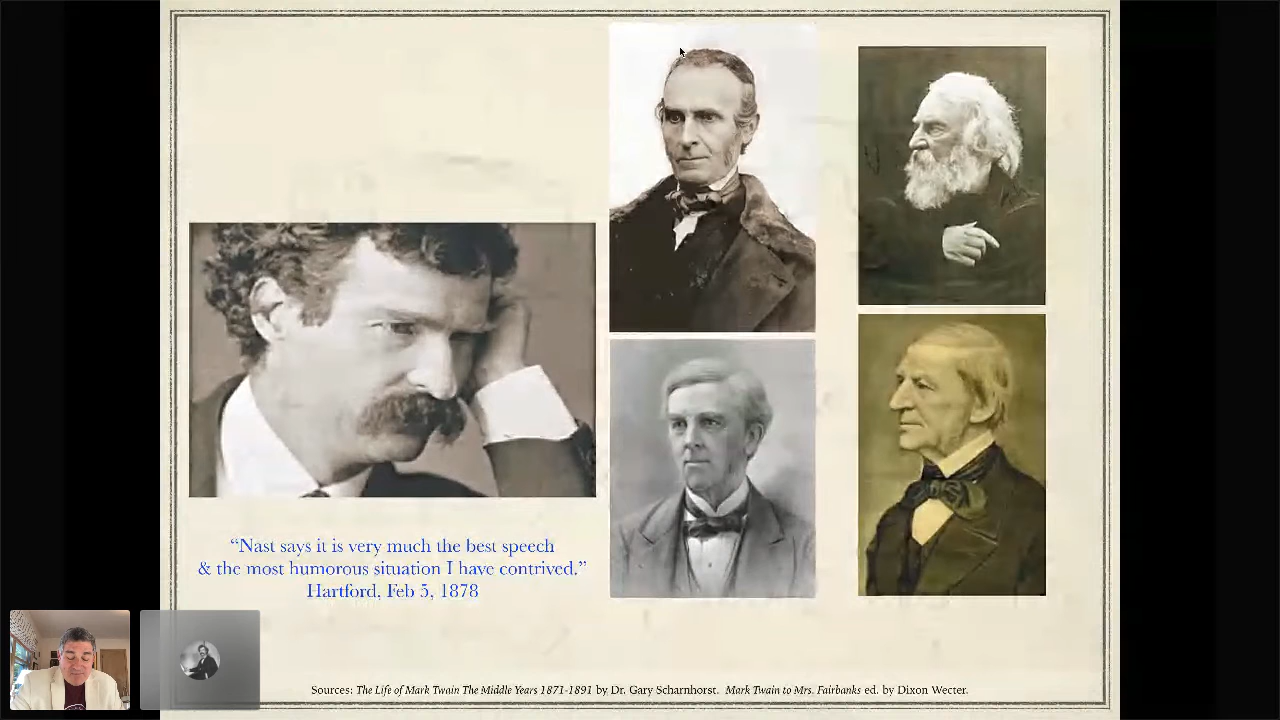 “Nast says it is very much the best speech
& the most humorous situation I have contrived.”
Hartford, Feb 5, 1878
Sources: The Life of Mark Twain The Middle Years 1871-1891 by Dr. Gary Scharnhorst. Mark Twain to Mrs. Fairbanks ed. by Dixon Wecter.